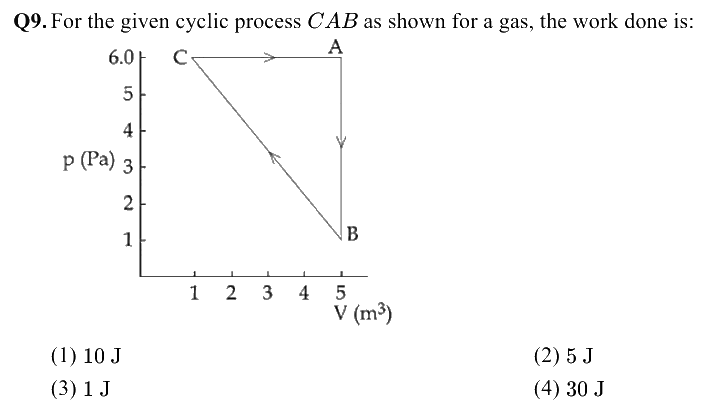 Q9. For the given cyclic process CAB as shown for a gas, the work done is:
A
6.0 C
5
4
p (Pa) 3
2
1 B
1 2 3 4 5
V (m³)
(1) 10 J (2) 5 J
(3) 1 J (4) 30 J